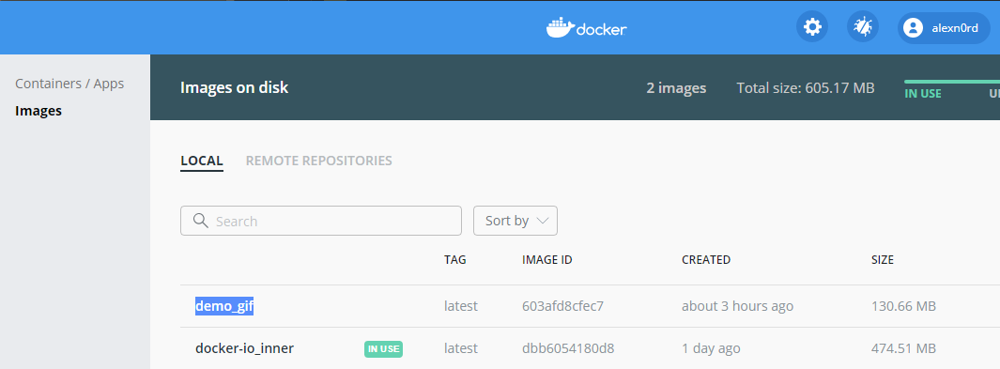 docker
alexn0rd
Containers / Apps
Images
Images on disk
2 images
Total size: 605.17 MB
IN USE
LOCAL
REMOTE REPOSITORIES
Search
Sort by
TAG IMAGE ID CREATED SIZE
demo_gif latest 603afd8cfec7 about 3 hours ago 130.66 MB
docker-io_inner IN USE latest dbb6054180d8 1 day ago 474.51 MB